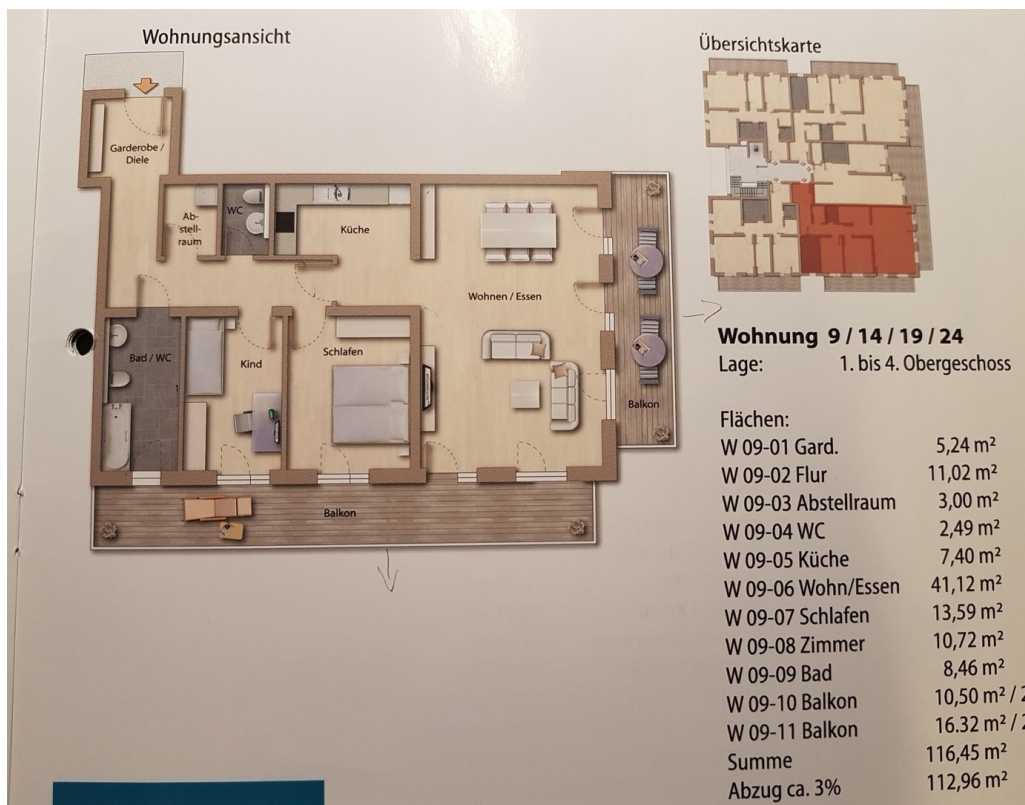 Wohnungsansicht
Übersichtskarte
Garderobe /
Diele
Ab-
stell-
raum
WC
Küche
Wohnen / Essen
Bad / WC
Kind
Schlafen
Balkon
Balkon
Wohnung 9 / 14 / 19 / 24
Lage: 1. bis 4. Obergeschoss
Flächen:
W 09-01 Gard. 5,24 m²
W 09-02 Flur 11,02 m²
W 09-03 Abstellraum 3,00 m²
W 09-04 WC 2,49 m²
W 09-05 Küche 7,40 m²
W 09-06 Wohn/Essen 41,12 m²
W 09-07 Schlafen 13,59 m²
W 09-08 Zimmer 10,72 m²
W 09-09 Bad 8,46 m²
W 09-10 Balkon 10,50 m² / 2
W 09-11 Balkon 16.32 m² / 2
Summe 116,45 m²
Abzug ca. 3% 112,96 m²